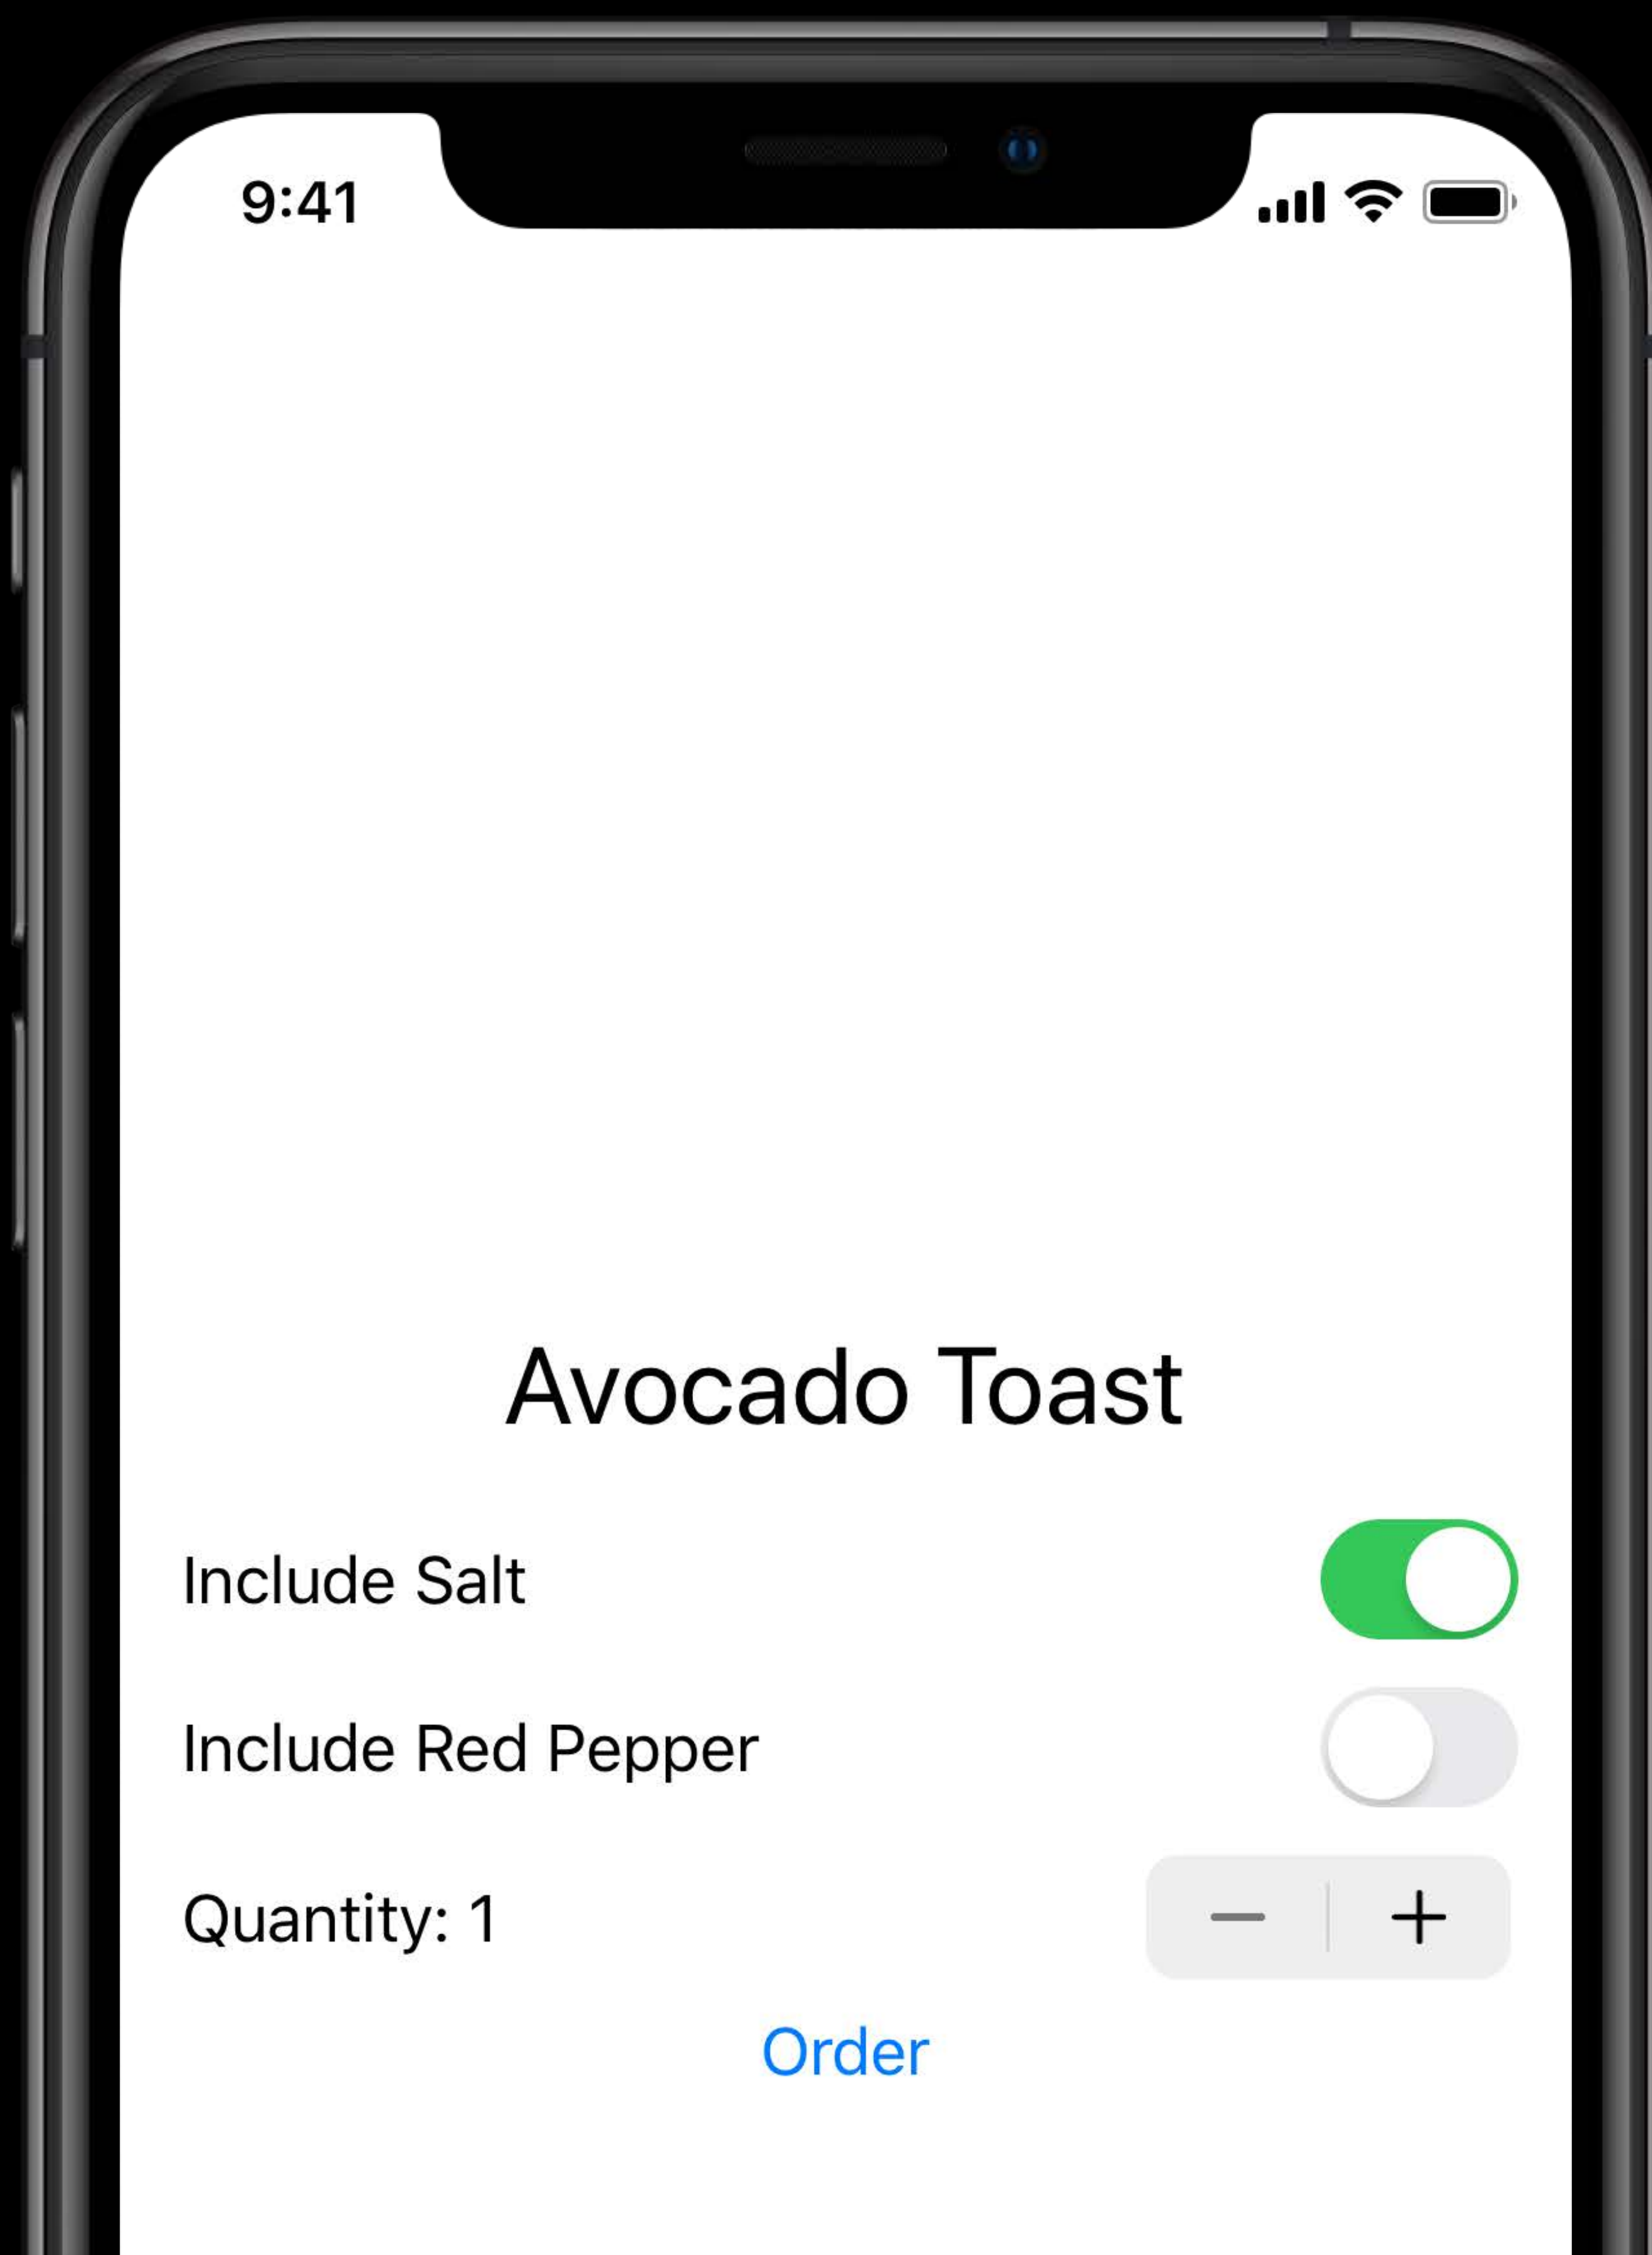 9:41
Avocado Toast
Include Salt
Include Red Pepper
Quantity: 1
Order